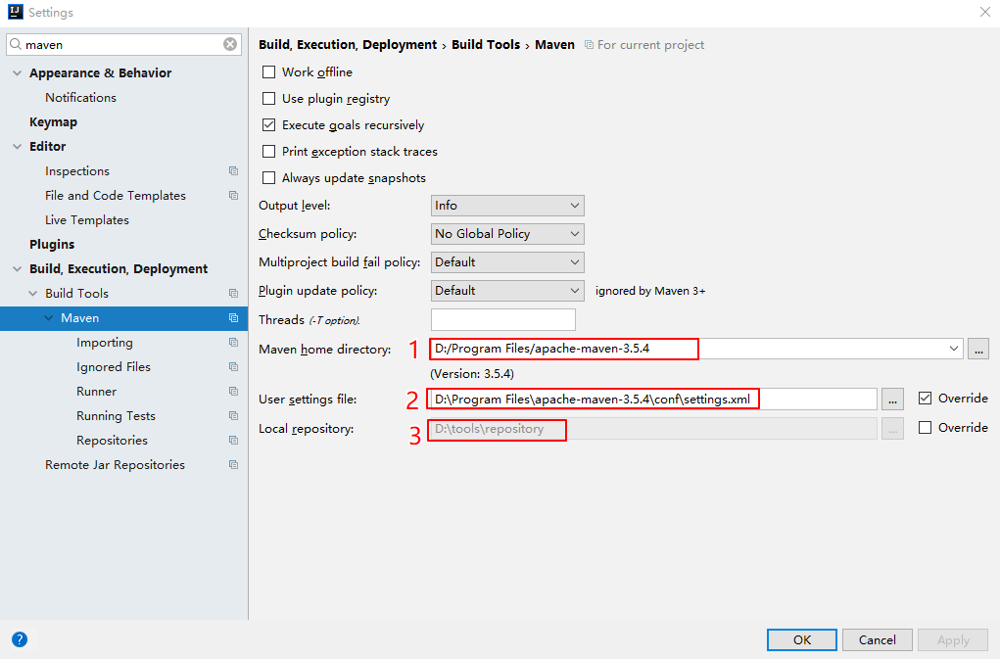 Settings
maven
Appearance & Behavior
Notifications
Keymap
Editor
Inspections
File and Code Templates
Live Templates
Plugins
Build, Execution, Deployment
Build Tools
Maven
Importing
Ignored Files
Runner
Running Tests
Repositories
Remote Jar Repositories
Build, Execution, Deployment › Build Tools › Maven For current project
Work offline
Use plugin registry
Execute goals recursively
Print exception stack traces
Always update snapshots
Output level: Info
Checksum policy: No Global Policy
Multiproject build fail policy: Default
Plugin update policy: Default ignored by Maven 3+
Threads (-T option).
Maven home directory: 1 D:/Program Files/apache-maven-3.5.4 ...
(Version: 3.5.4)
User settings file: 2 D:\Program Files\apache-maven-3.5.4\conf\settings.xml ... Override
Local repository: 3 D:\tools\repository ... Override
? OK Cancel Apply